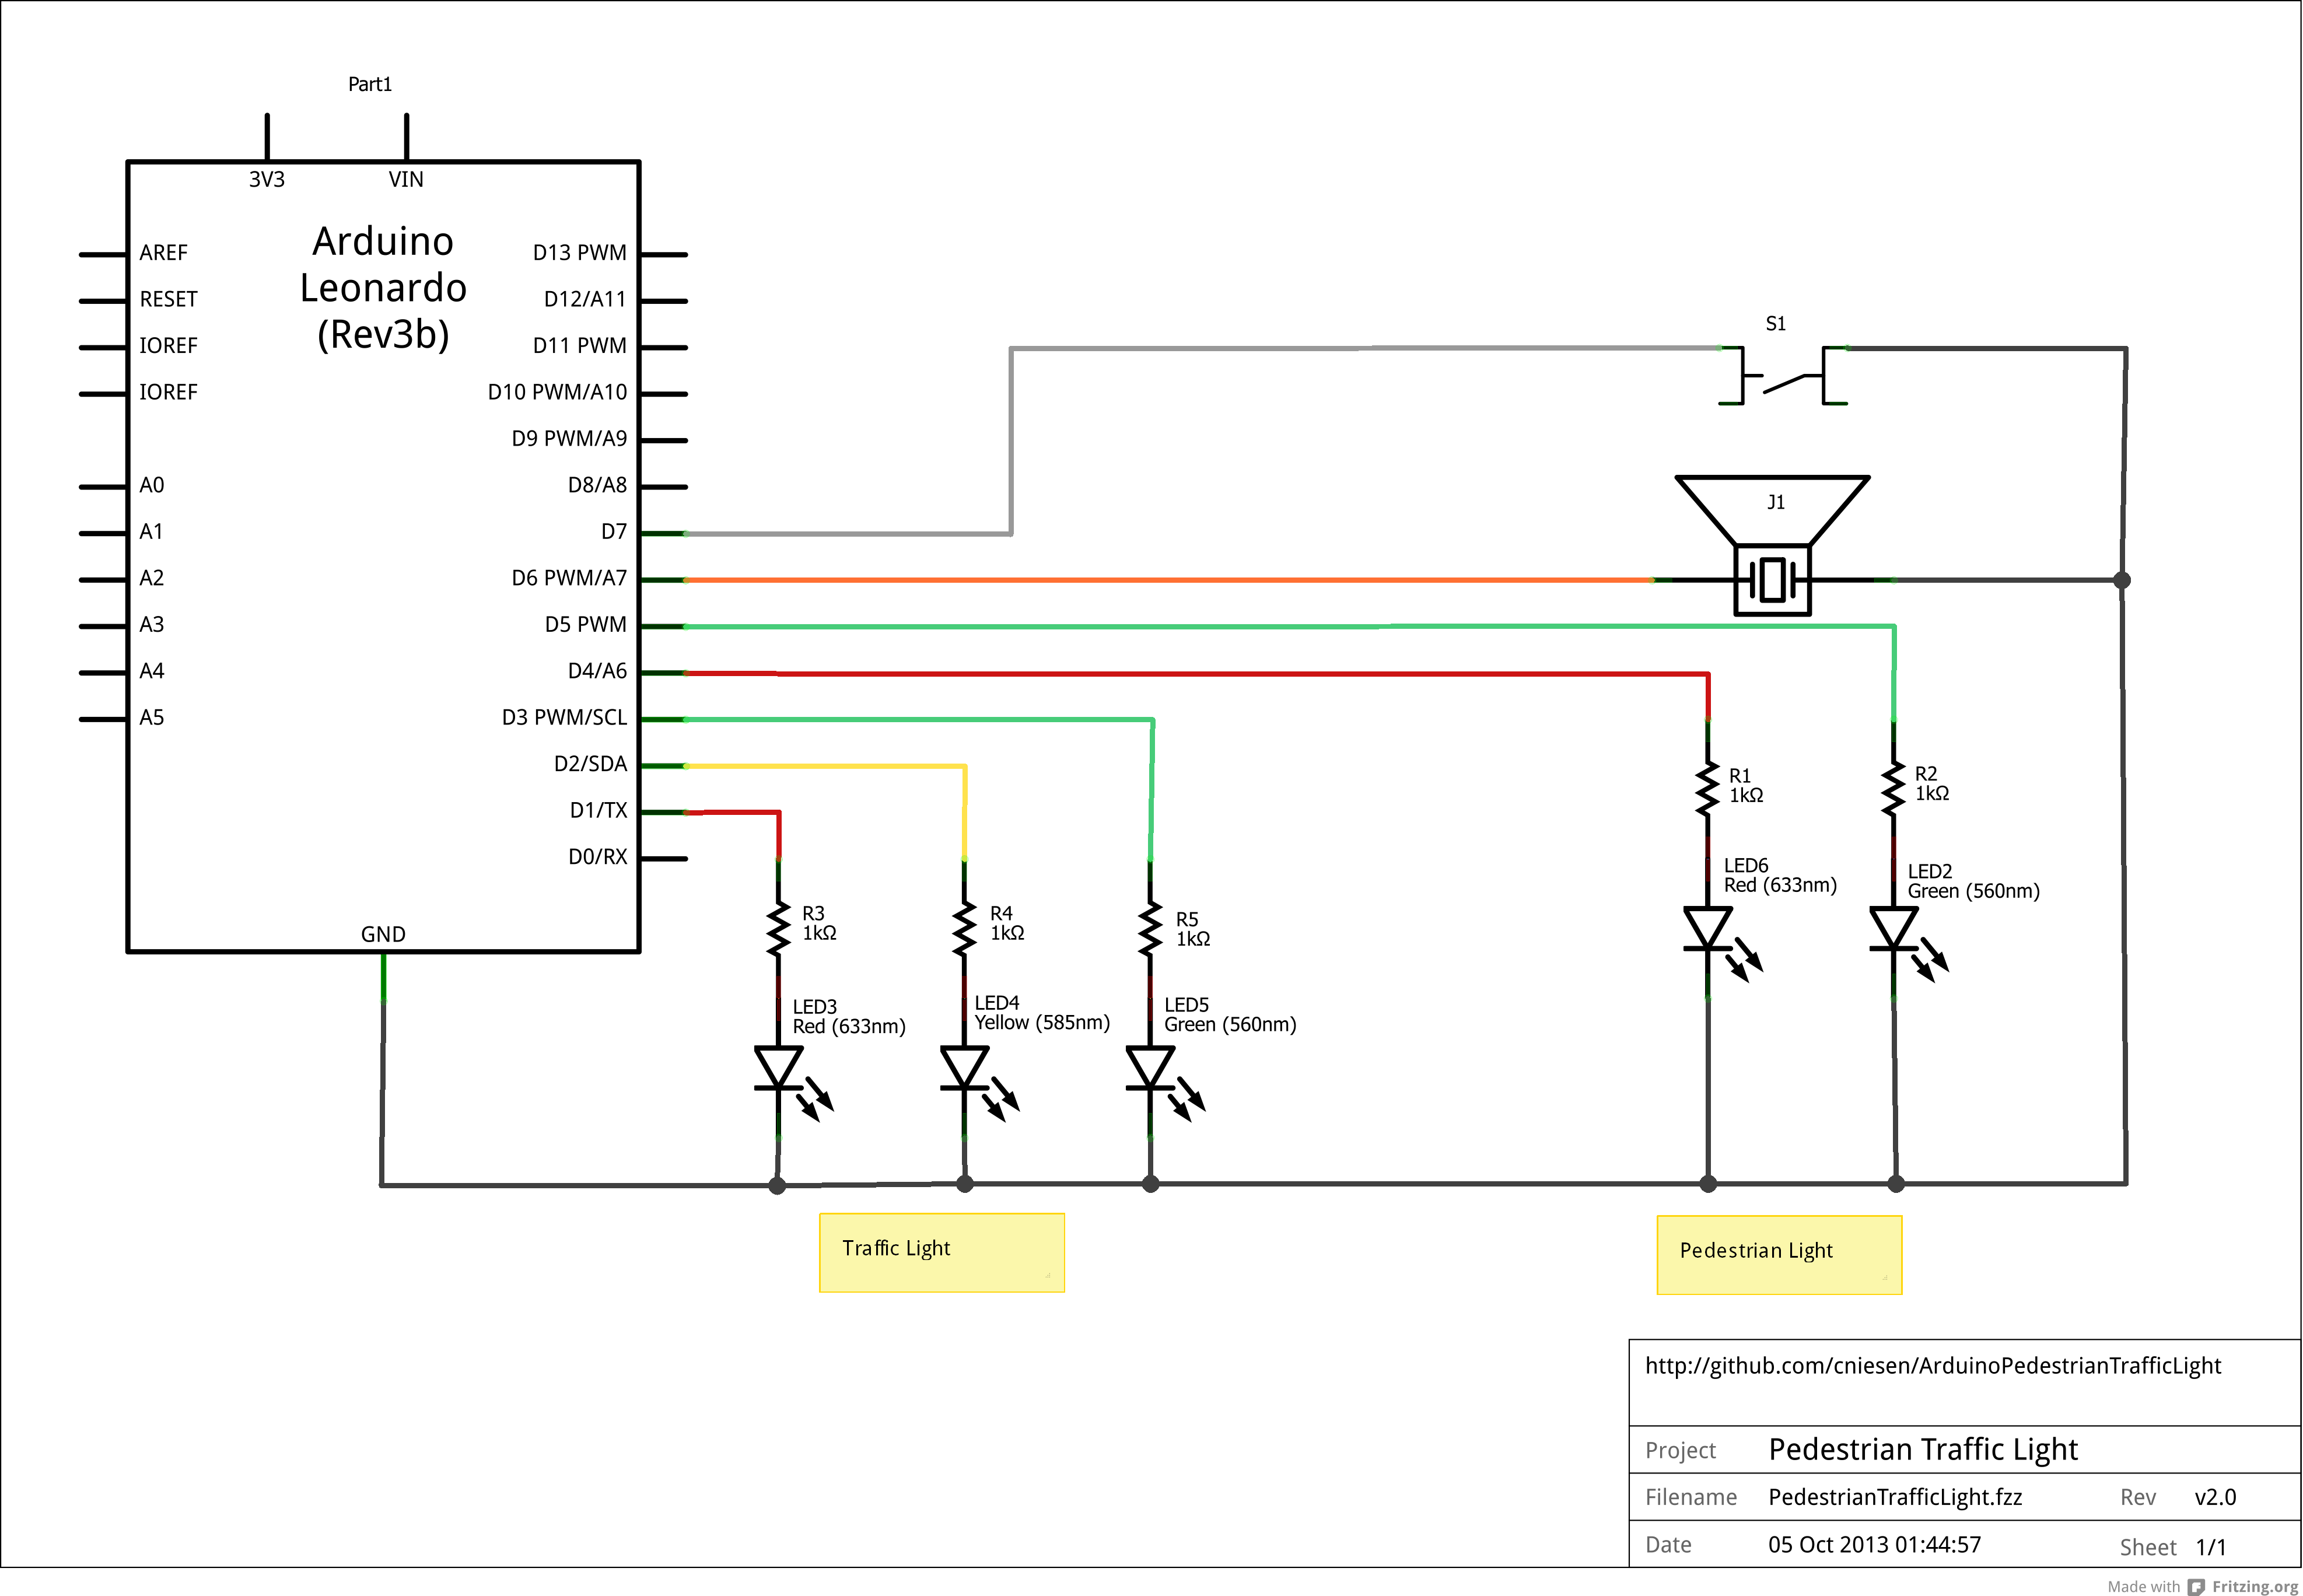 Part1
3V3
VIN
Arduino
Leonardo
(Rev3b)
AREF
RESET
IOREF
IOREF
A0
A1
A2
A3
A4
A5
D13 PWM
D12/A11
D11 PWM
D10 PWM/A10
D9 PWM/A9
D8/A8
D7
D6 PWM/A7
D5 PWM
D4/A6
D3 PWM/SCL
D2/SDA
D1/TX
D0/RX
GND
S1
J1
R1
1kΩ
R2
1kΩ
LED6
Red (633nm)
LED2
Green (560nm)
R3
1kΩ
R4
1kΩ
R5
1kΩ
LED3
Red (633nm)
LED4
Yellow (585nm)
LED5
Green (560nm)
Traffic Light
Pedestrian Light
http://github.com/cniesen/ArduinoPedestrianTrafficLight
Project Pedestrian Traffic Light
Filename PedestrianTrafficLight.fzz Rev v2.0
Date 05 Oct 2013 01:44:57 Sheet 1/1
Made with Fritzing.org